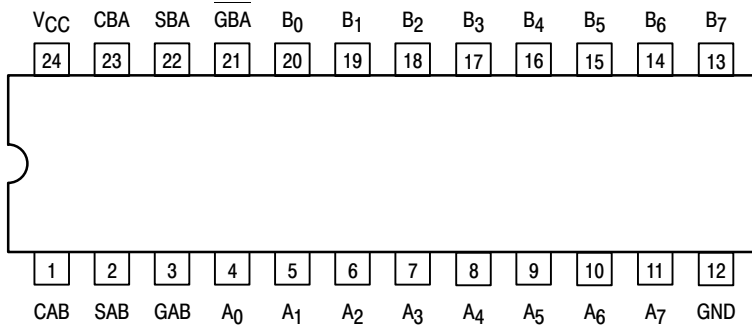 VCC CBA SBA G̅B̅A̅ B0 B1 B2 B3 B4 B5 B6 B7
24 23 22 21 20 19 18 17 16 15 14 13
1 2 3 4 5 6 7 8 9 10 11 12
CAB SAB GAB A0 A1 A2 A3 A4 A5 A6 A7 GND